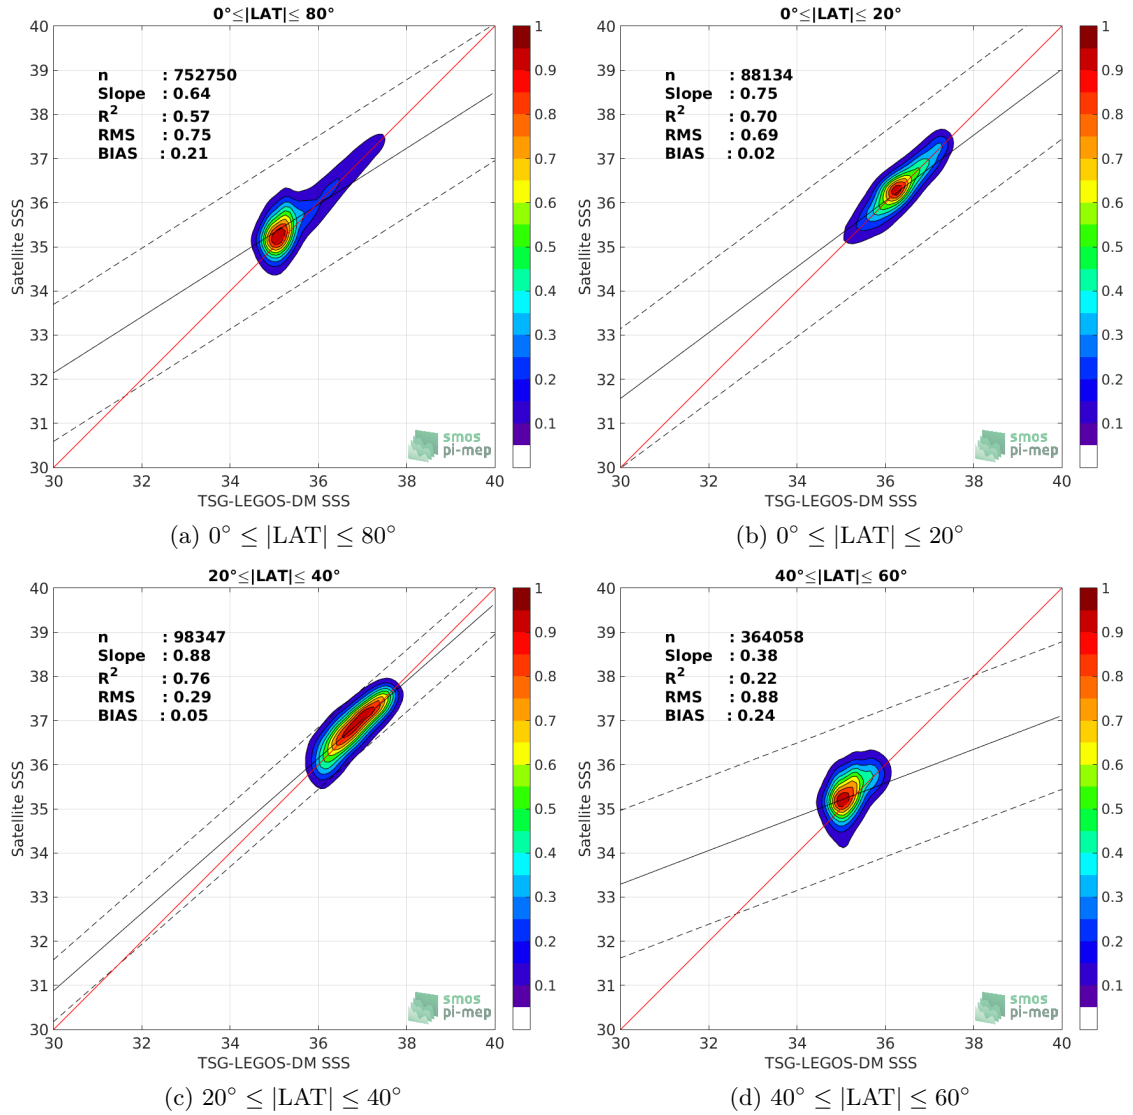 0°≤|LAT|≤ 80°
n : 752750
Slope : 0.64
R² : 0.57
RMS : 0.75
BIAS : 0.21
Satellite SSS
40
39
38
37
36
35
34
33
32
31
30
30 32 34 36 38 40
TSG-LEGOS-DM SSS
smos
pi-mep
1
0.9
0.8
0.7
0.6
0.5
0.4
0.3
0.2
0.1
(a) 0° ≤ |LAT| ≤ 80°
0°≤|LAT|≤ 20°
n : 88134
Slope : 0.75
R² : 0.70
RMS : 0.69
BIAS : 0.02
Satellite SSS
40
39
38
37
36
35
34
33
32
31
30
30 32 34 36 38 40
TSG-LEGOS-DM SSS
smos
pi-mep
1
0.9
0.8
0.7
0.6
0.5
0.4
0.3
0.2
0.1
(b) 0° ≤ |LAT| ≤ 20°
20°≤|LAT|≤ 40°
n : 98347
Slope : 0.88
R² : 0.76
RMS : 0.29
BIAS : 0.05
Satellite SSS
40
39
38
37
36
35
34
33
32
31
30
30 32 34 36 38 40
TSG-LEGOS-DM SSS
smos
pi-mep
1
0.9
0.8
0.7
0.6
0.5
0.4
0.3
0.2
0.1
(c) 20° ≤ |LAT| ≤ 40°
40°≤|LAT|≤ 60°
n : 364058
Slope : 0.38
R² : 0.22
RMS : 0.88
BIAS : 0.24
Satellite SSS
40
39
38
37
36
35
34
33
32
31
30
30 32 34 36 38 40
TSG-LEGOS-DM SSS
smos
pi-mep
1
0.9
0.8
0.7
0.6
0.5
0.4
0.3
0.2
0.1
(d) 40° ≤ |LAT| ≤ 60°